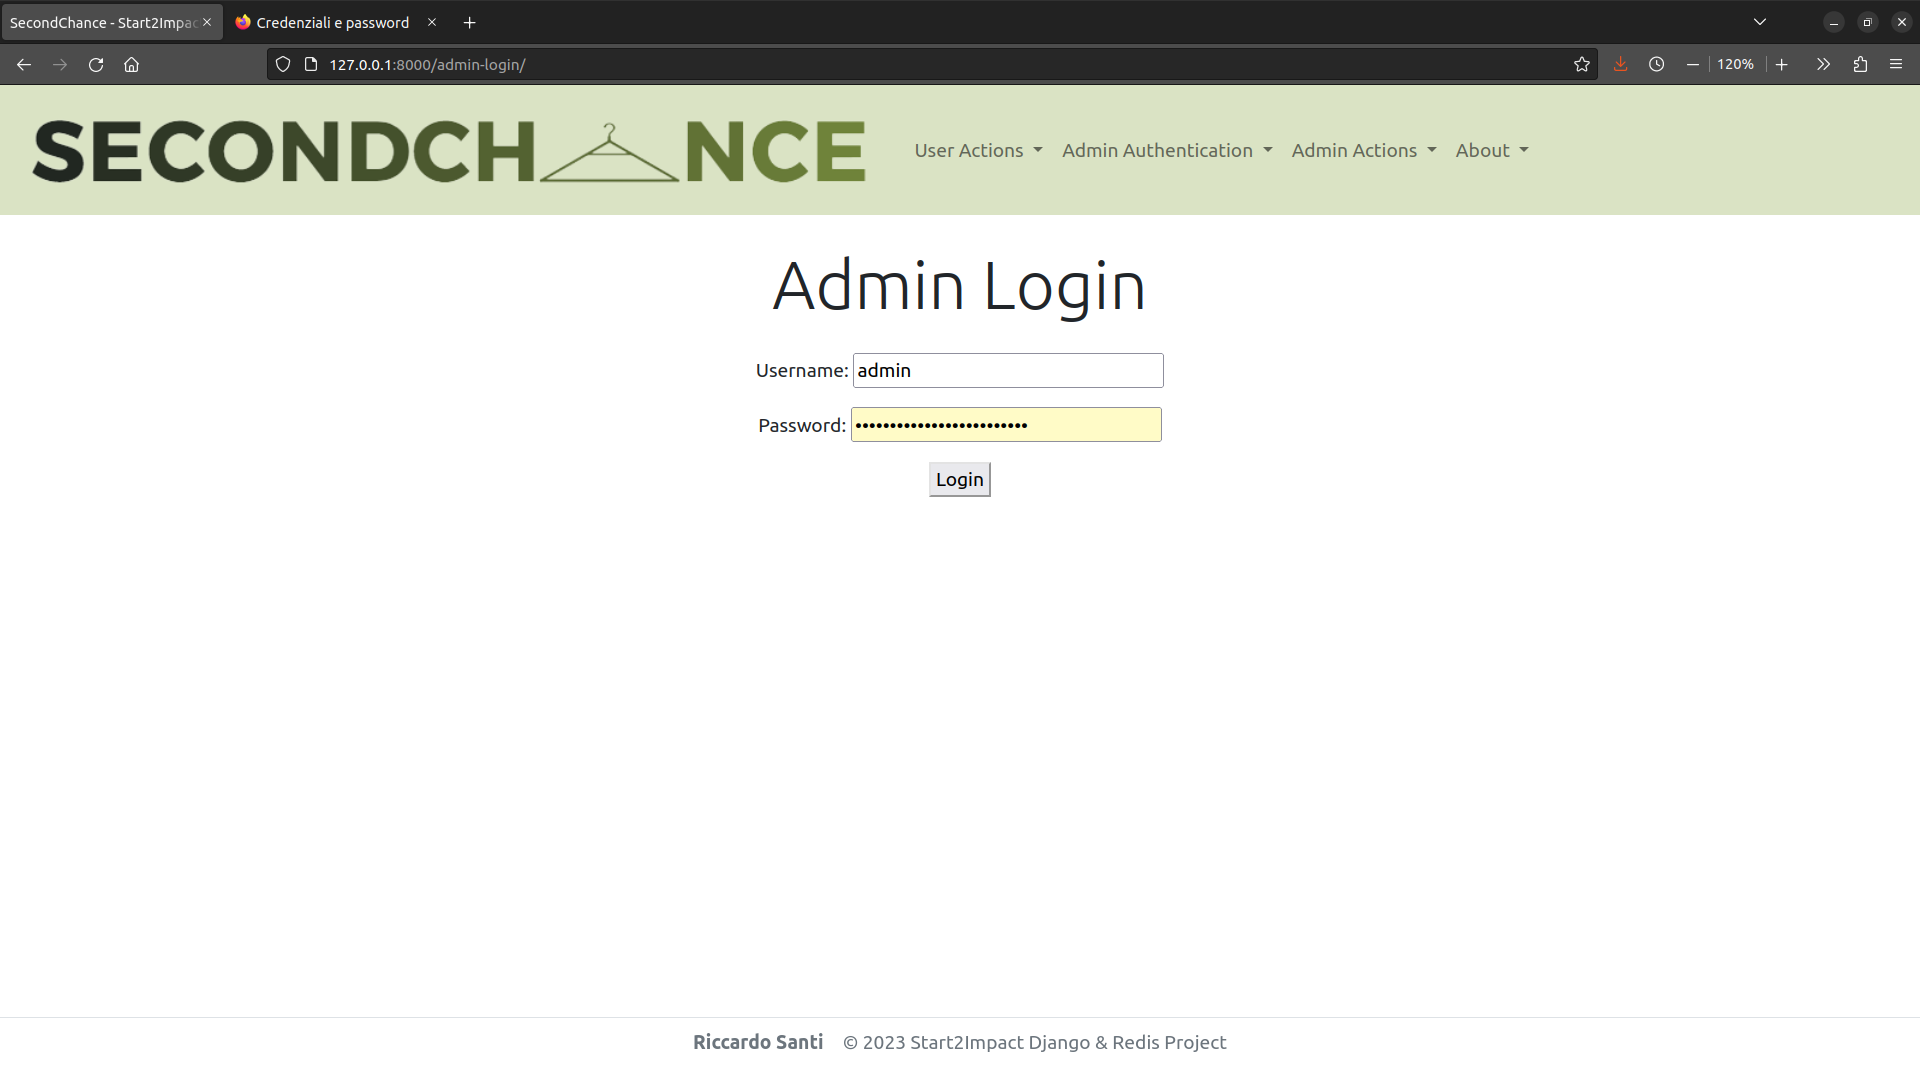 SecondChance - Start2Impac
Credenziali e password
127.0.0.1:8000/admin-login/
120%
SECONDCHANCE
User Actions
Admin Authentication
Admin Actions
About
Admin Login
Username: admin
Password: •••••••••••••••••••••••••
Login
Riccardo Santi © 2023 Start2Impact Django & Redis Project